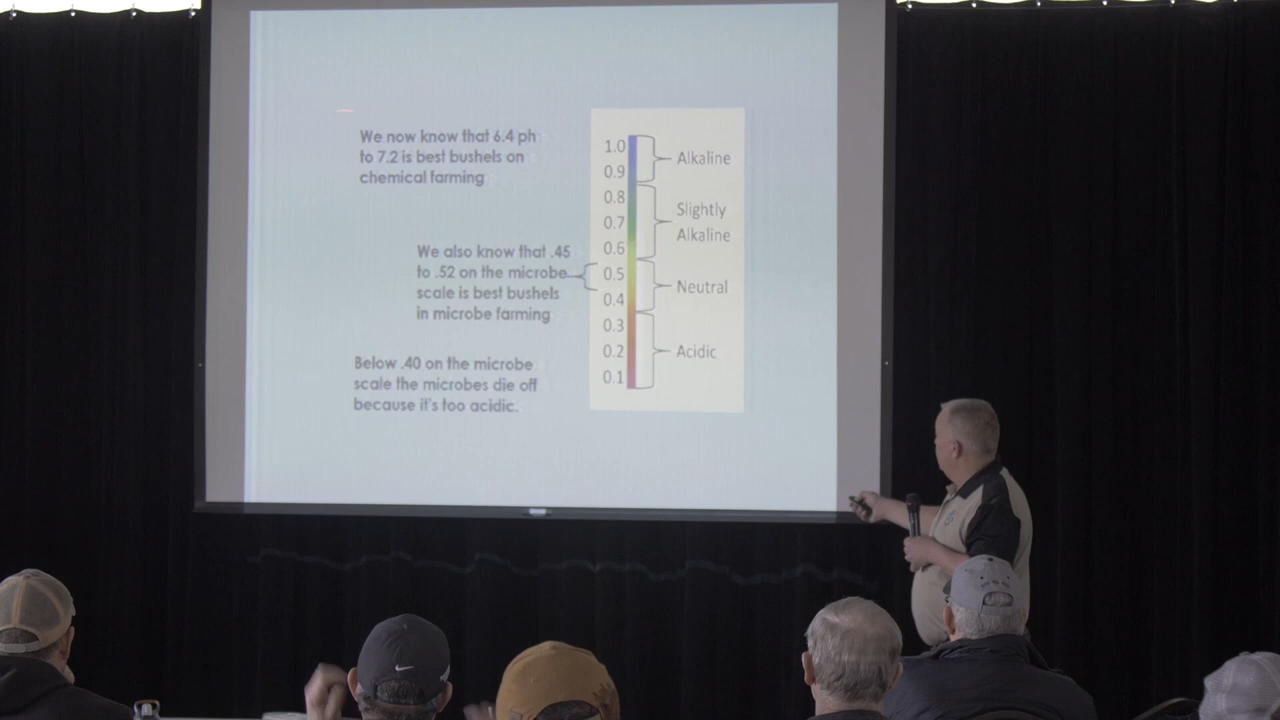 We now know that 6.4 ph
to 7.2 is best bushels on
chemical farming
We also know that .45
to .52 on the microbe
scale is best bushels
in microbe farming
Below .40 on the microbe
scale the microbes die off
because it's too acidic.
1.0
0.9
0.8
0.7
0.6
0.5
0.4
0.3
0.2
0.1
Alkaline
Slightly
Alkaline
Neutral
Acidic